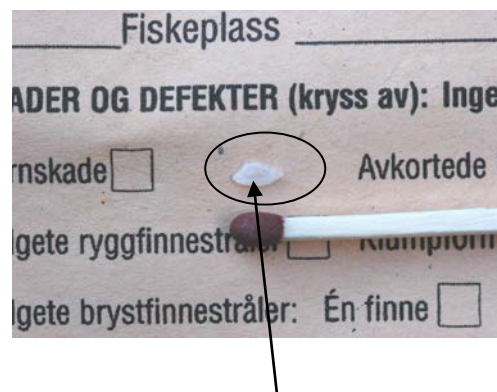 Fiskeplass
ADER OG DEFEKTER (kryss av): Inge
rnskade Avkortede
lgete ryggfinnestråler
lgete brystfinnestråler: Én finne